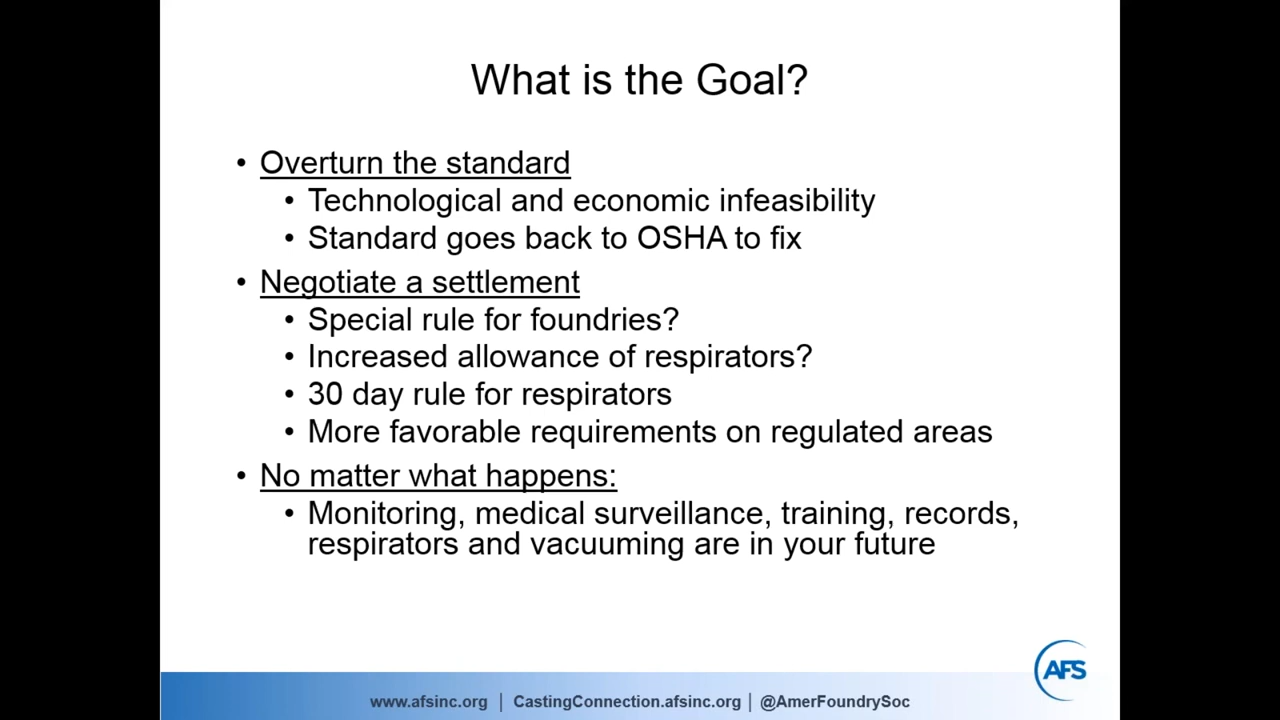 What is the Goal?
• Overturn the standard
• Technological and economic infeasibility
• Standard goes back to OSHA to fix
• Negotiate a settlement
• Special rule for foundries?
• Increased allowance of respirators?
• 30 day rule for respirators
• More favorable requirements on regulated areas
• No matter what happens:
• Monitoring, medical surveillance, training, records,
respirators and vacuuming are in your future
AFS
www.afsinc.org | CastingConnection.afsinc.org | @AmerFoundrySoc